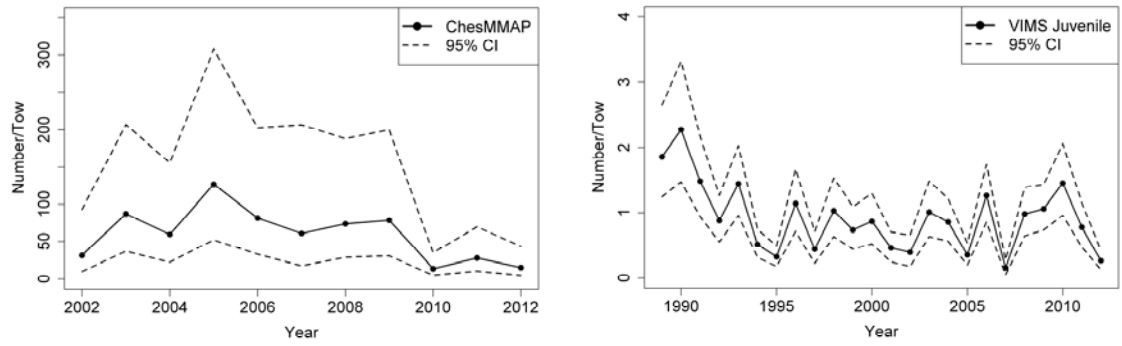 ChesMMAP
95% CI
Number/Tow
300
200
100
50
0
2002 2004 2006 2008 2010 2012
Year
VIMS Juvenile
95% CI
Number/Tow
4
3
2
1
0
1990 1995 2000 2005 2010
Year